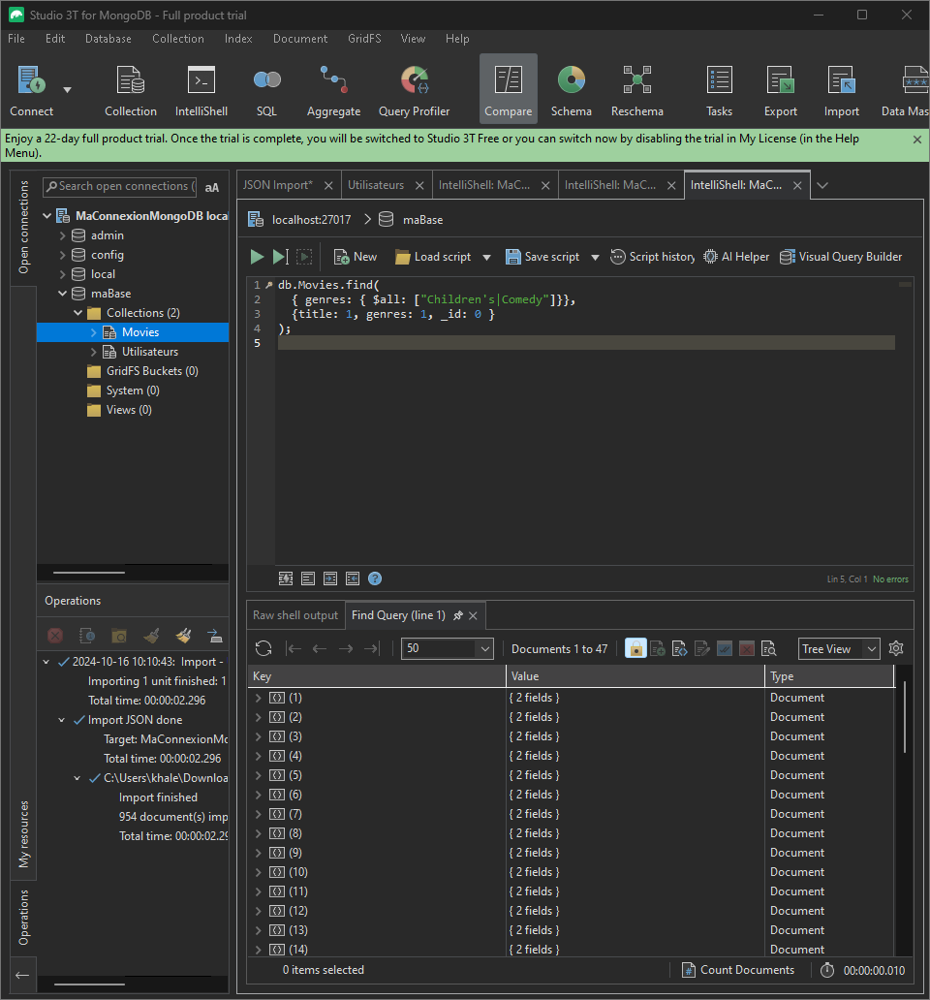 Studio 3T for MongoDB - Full product trial
File Edit Database Collection Index Document GridFS View Help
Connect Collection IntelliShell SQL Aggregate Query Profiler Compare Schema Reschema Tasks Export Import Data Mas
Enjoy a 22-day full product trial. Once the trial is complete, you will be switched to Studio 3T Free or you can switch now by disabling the trial in My License (in the Help
Menu).
Open connections
Search open connections ( aA
MaConnexionMongoDB loca
admin
config
local
maBase
Collections (2)
Movies
Utilisateurs
GridFS Buckets (0)
System (0)
Views (0)
JSON Import* Utilisateurs IntelliShell: MaC... IntelliShell: MaC... IntelliShell: MaC...
localhost:27017 maBase
New Load script Save script Script history AI Helper Visual Query Builder
1 db.Movies.find(
2 { genres: { $all: ["Children's|Comedy"]}},
3 {title: 1, genres: 1, _id: 0 }
4 );
5
Lin 5, Col 1 No errors
My resources
Operations
Operations
2024-10-16 10:10:43: Import -
Importing 1 unit finished: 1
Total time: 00:00:02.296
Import JSON done
Target: MaConnexionMo
Total time: 00:00:02.296
C:\Users\khale\Downloa
Import finished
954 document(s) imp
Total time: 00:00:02.29
Raw shell output Find Query (line 1)
50 Documents 1 to 47 Tree View
Key Value Type
(1) { 2 fields } Document
(2) { 2 fields } Document
(3) { 2 fields } Document
(4) { 2 fields } Document
(5) { 2 fields } Document
(6) { 2 fields } Document
(7) { 2 fields } Document
(8) { 2 fields } Document
(9) { 2 fields } Document
(10) { 2 fields } Document
(11) { 2 fields } Document
(12) { 2 fields } Document
(13) { 2 fields } Document
(14) { 2 fields } Document
0 items selected Count Documents 00:00:00.010